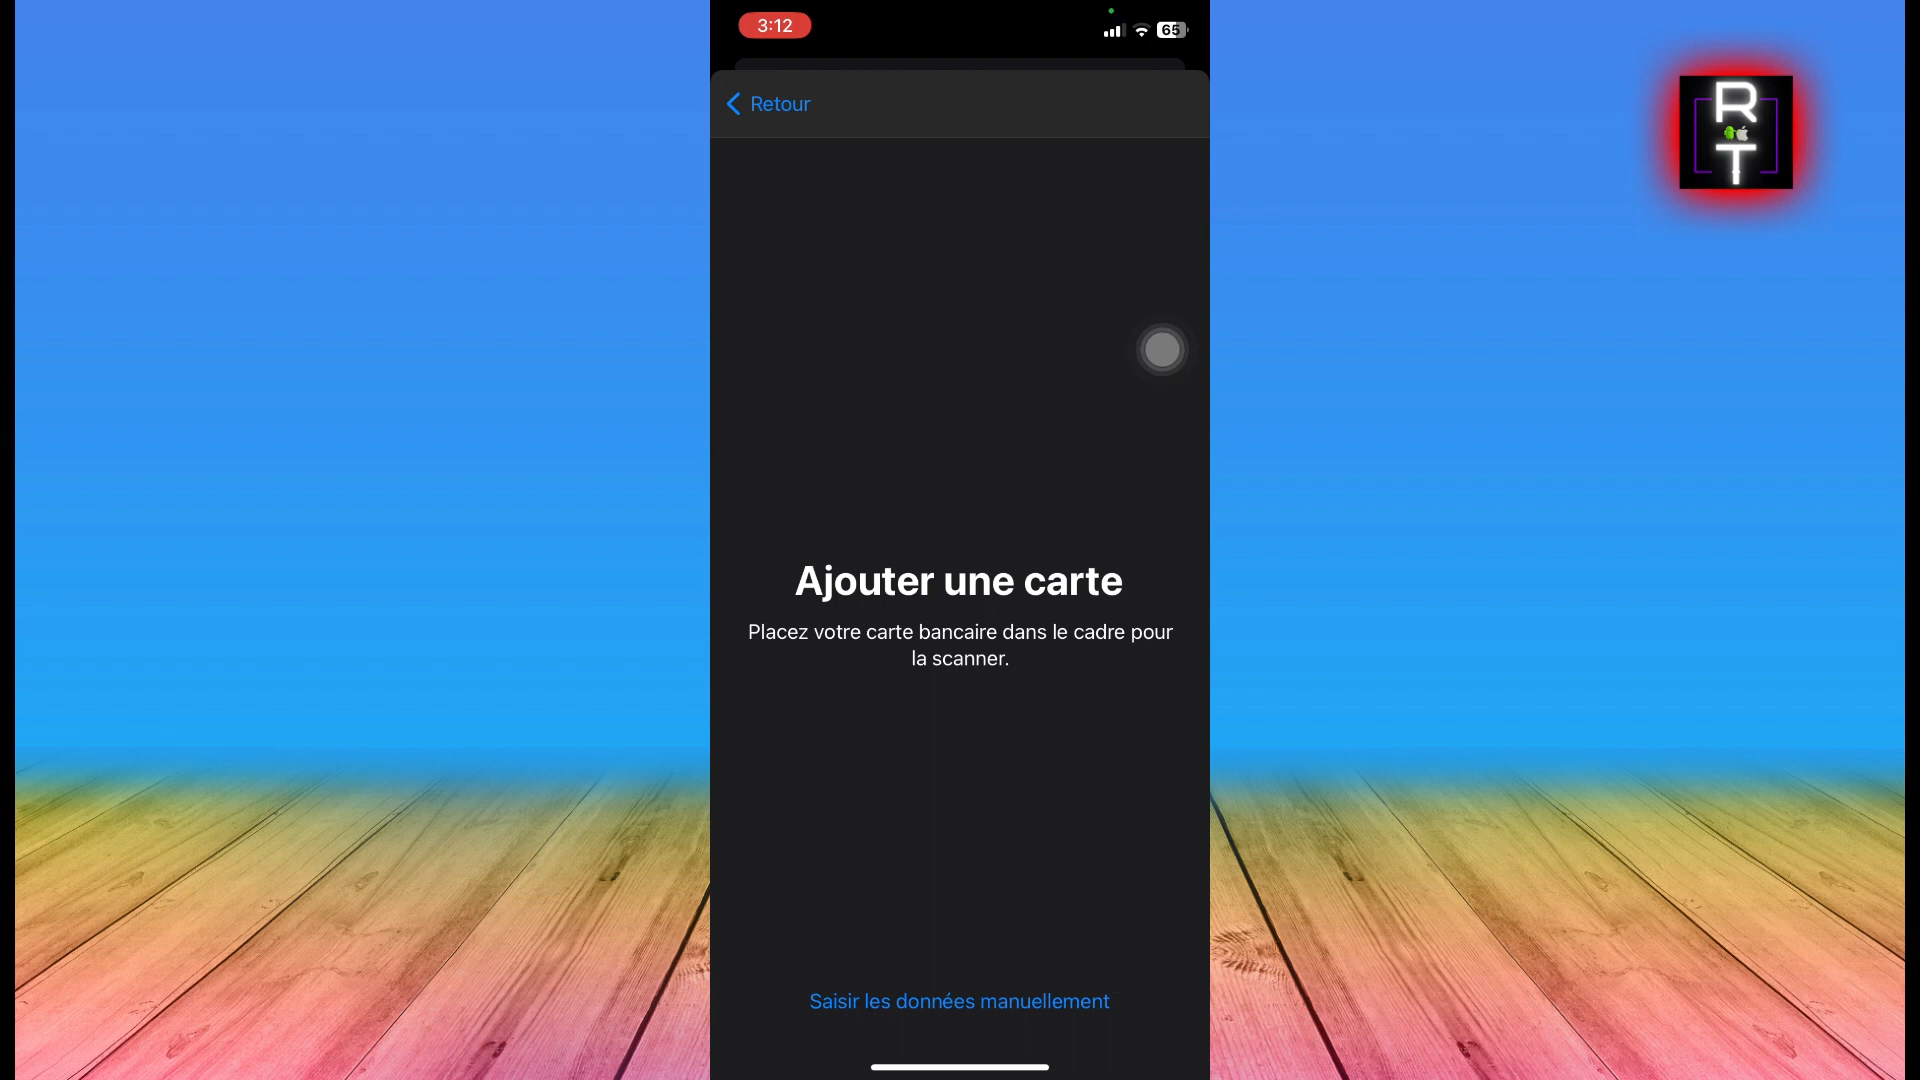 3:12
65
Retour
R
T
Ajouter une carte
Placez votre carte bancaire dans le cadre pour
la scanner.
Saisir les données manuellement